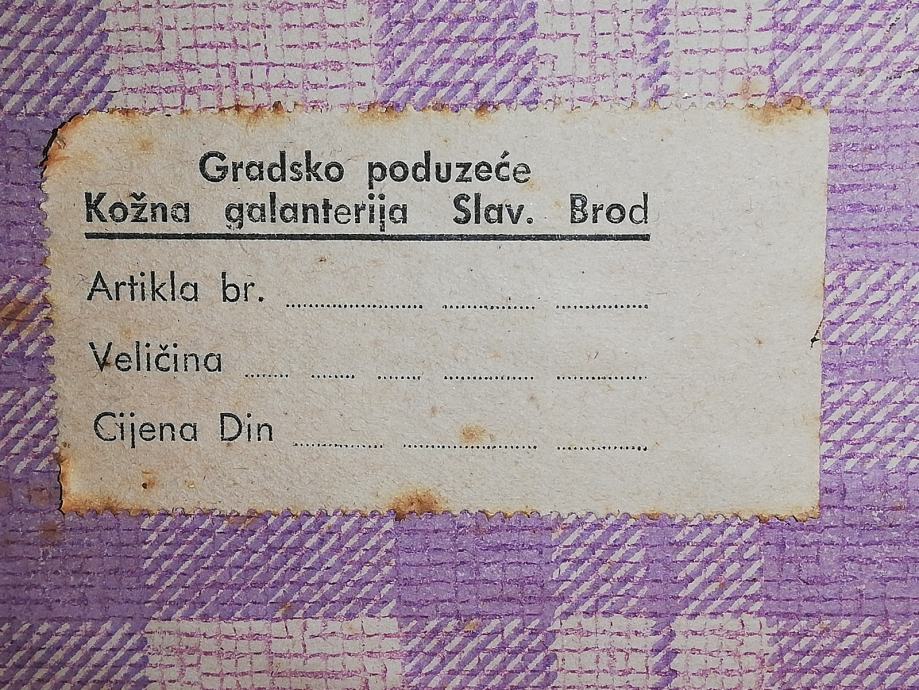 Gradsko poduzeće
Kožna galanterija Slav. Brod
Artikla br.
Veličina
Cijena Din